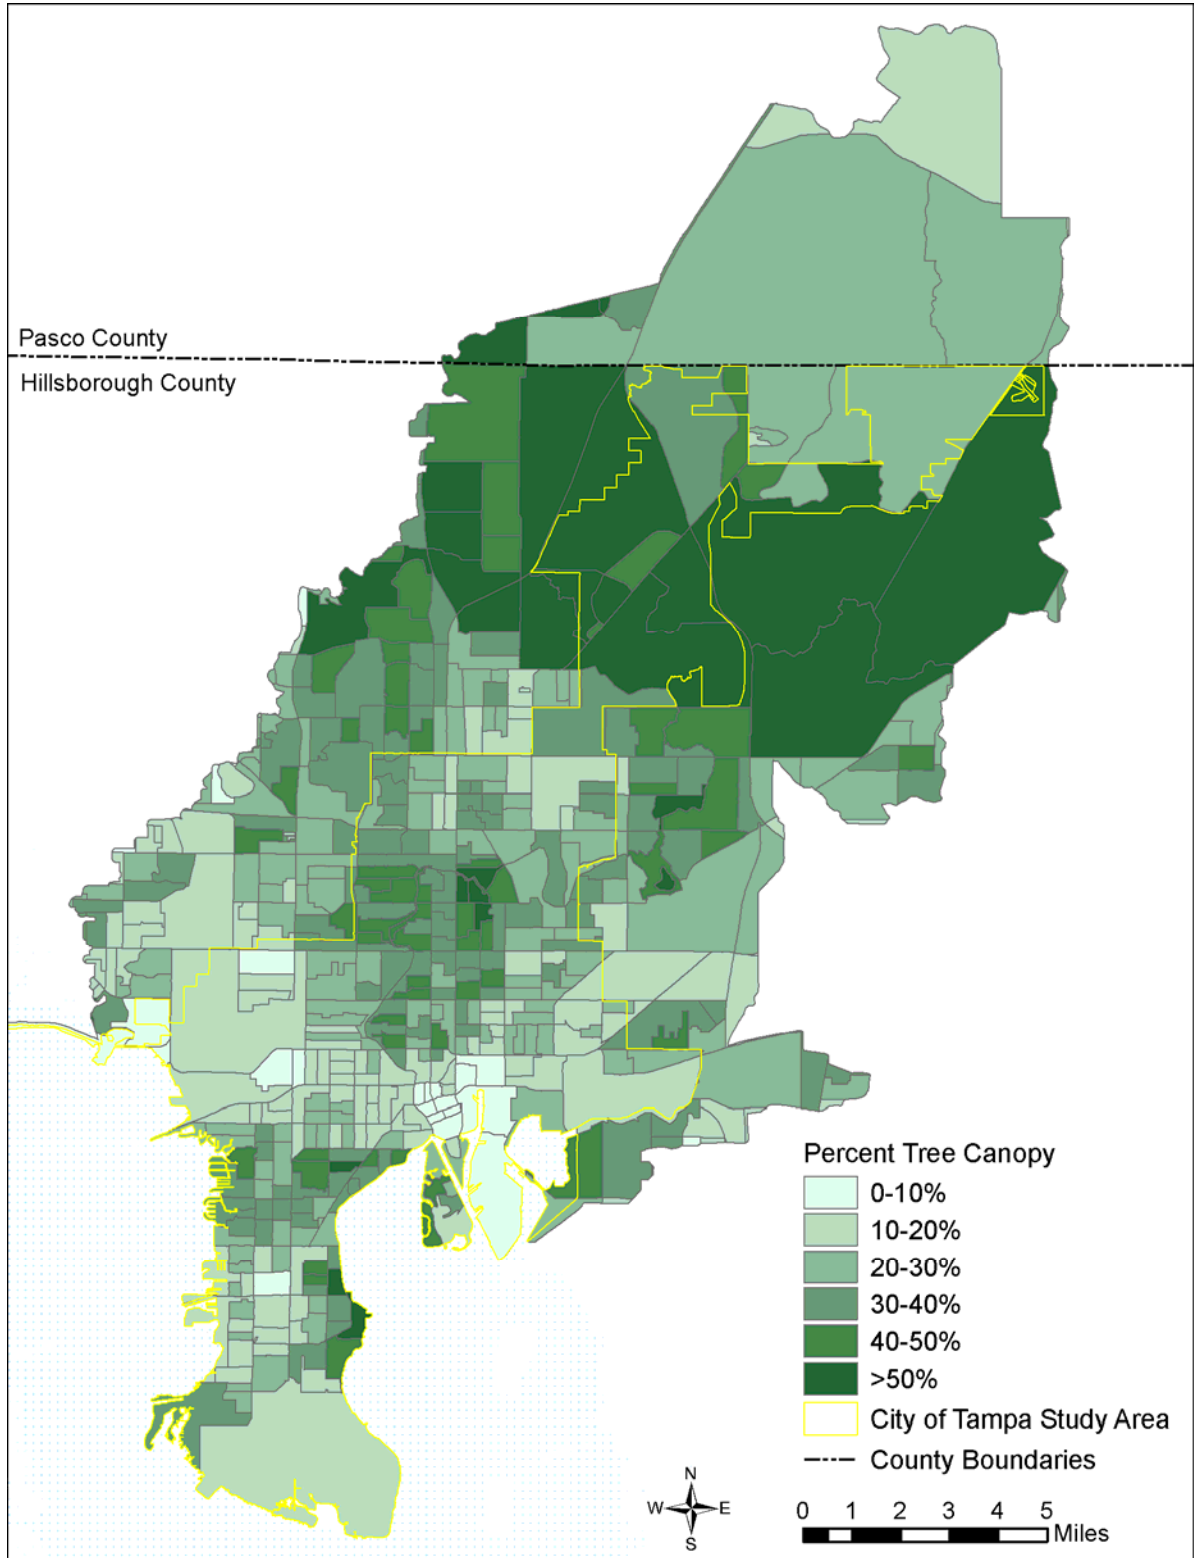 Pasco County
Hillsborough County
Percent Tree Canopy
0-10%
10-20%
20-30%
30-40%
40-50%
>50%
City of Tampa Study Area
County Boundaries
N
W E
S
0 1 2 3 4 5
Miles